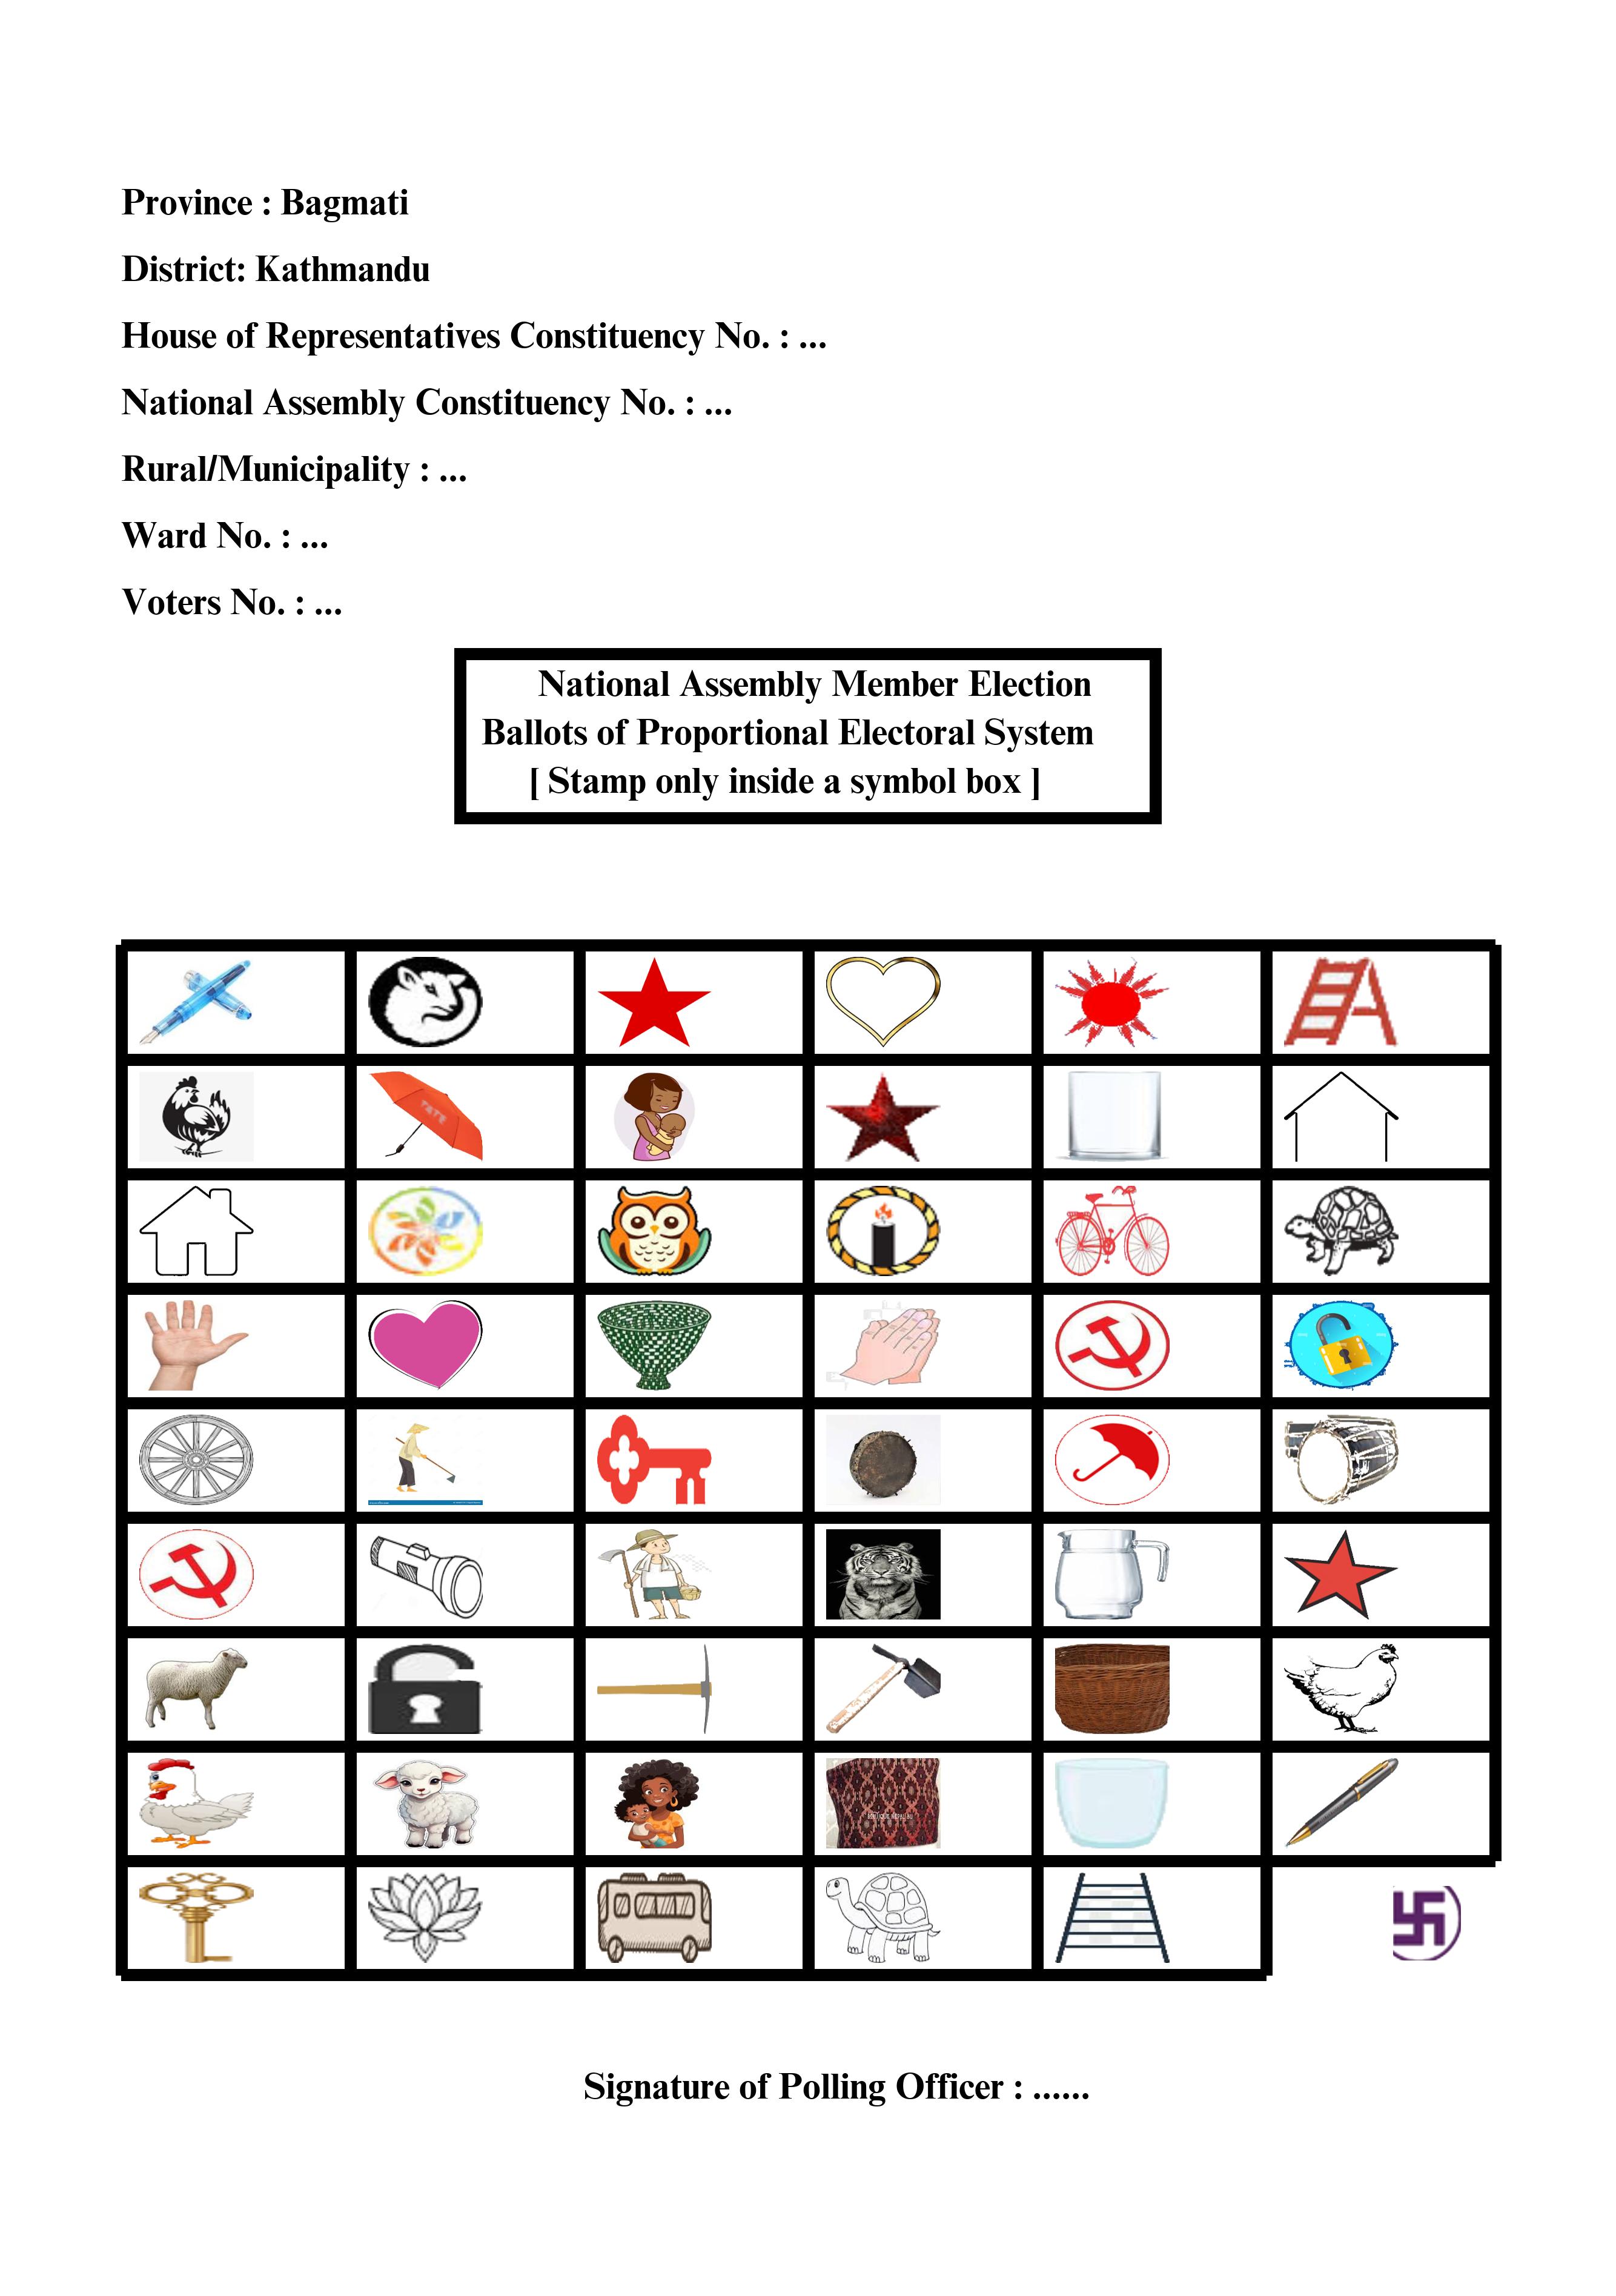 Province : Bagmati
District: Kathmandu
House of Representatives Constituency No. : ...
National Assembly Constituency No. : ...
Rural/Municipality : ...
Ward No. : ...
Voters No. : ...
National Assembly Member Election
Ballots of Proportional Electoral System
[ Stamp only inside a symbol box ]
TATE
Signature of Polling Officer : ......